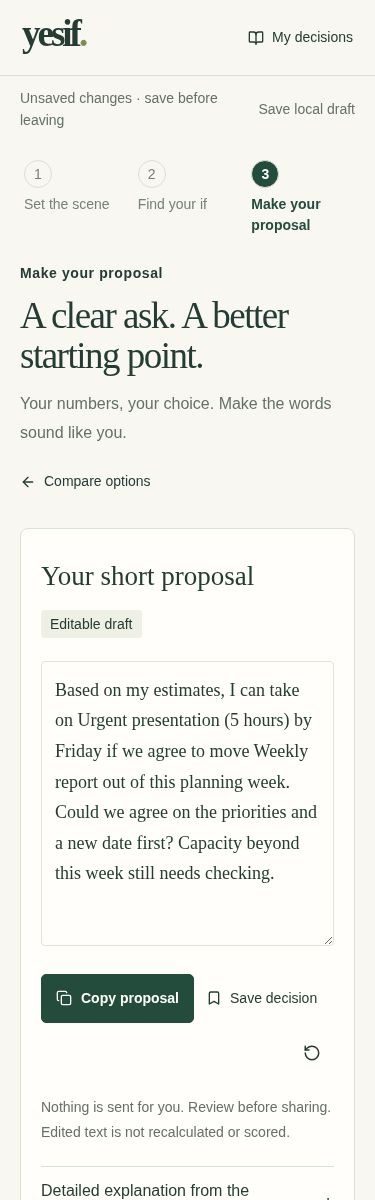 yesif.
My decisions
Unsaved changes · save before
leaving
Save local draft
1
2
3
Set the scene
Find your if
Make your
proposal
Make your proposal
A clear ask. A better
starting point.
Your numbers, your choice. Make the words
sound like you.
Compare options
Your short proposal
Editable draft
Based on my estimates, I can take
on Urgent presentation (5 hours) by
Friday if we agree to move Weekly
report out of this planning week.
Could we agree on the priorities and
a new date first? Capacity beyond
this week still needs checking.
Copy proposal
Save decision
Nothing is sent for you. Review before sharing.
Edited text is not recalculated or scored.
Detailed explanation from the